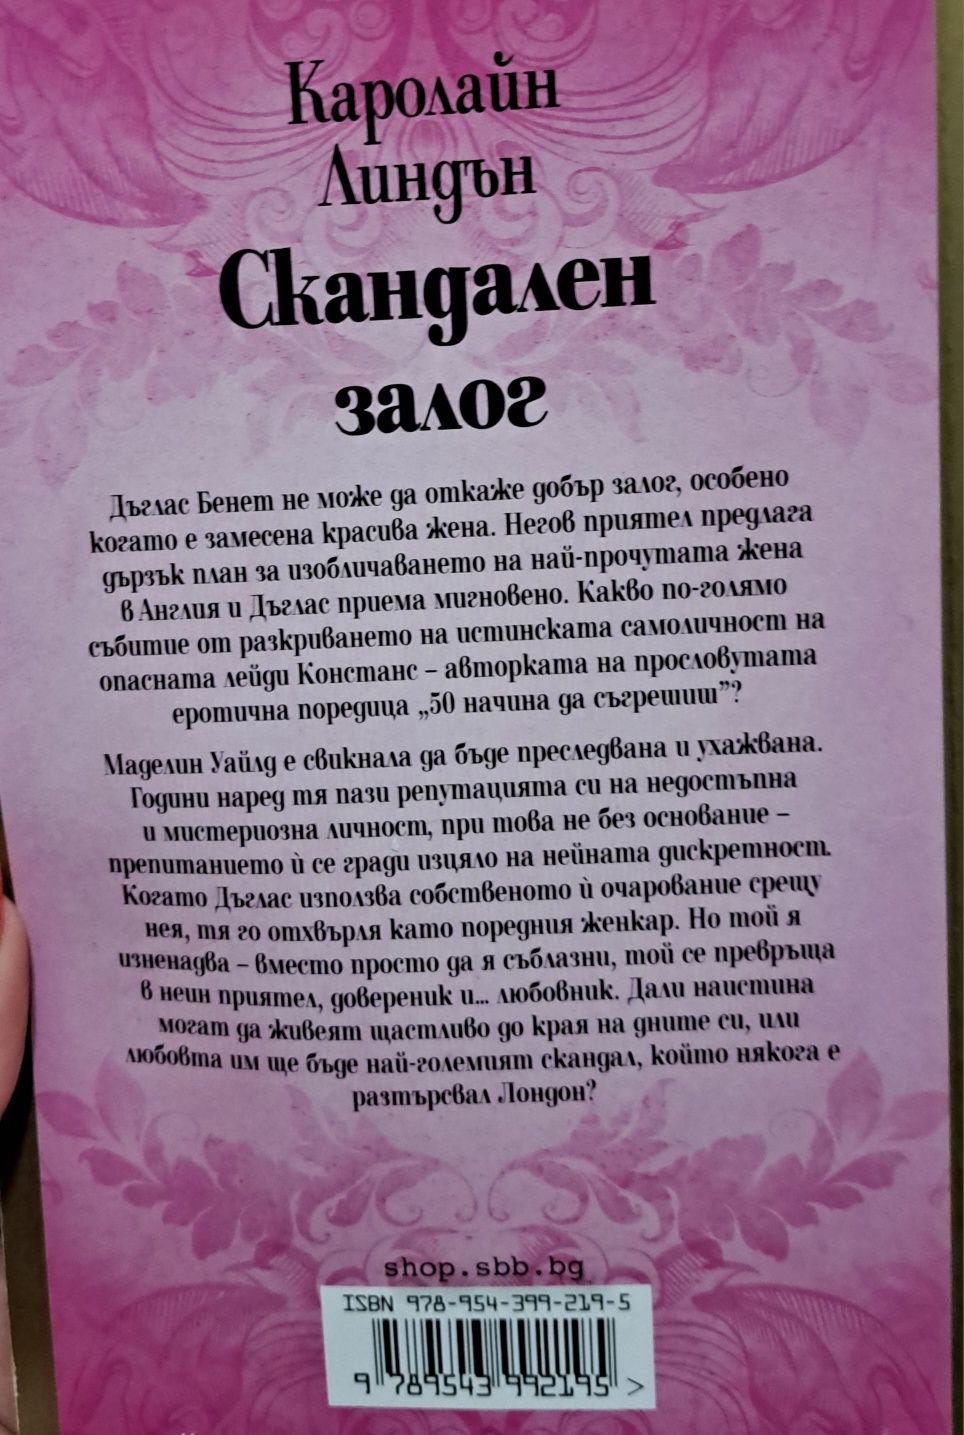 Каролайн
Линдън
Скандален
залог
Дъглас Бенет не може да откаже добър залог, особено
когато е замесена красива жена. Негов приятел предлага
дързък план за изобличаването на най-прочутата жена
в Англия и Дъглас приема мигновено. Какво по-голямо
събитие от разкриването на истинската самоличност на
опасната лейди Констанс – авторката на прословутата
еротична поредица „50 начина да съгрешиш”?
Маделин Уайлд е свикнала да бъде преследвана и ухажвана.
Години наред тя пази репутацията си на недостъпна
и мистериозна личност, при това не без основание –
препитанието ѝ се гради изцяло на нейната дискретност.
Когато Дъглас използва собственото ѝ очарование срещу
нея, тя го отхвърля като поредния женкар. Но той я
изненадва – вместо просто да я съблазни, той се превръща
в неин приятел, довереник и... любовник. Дали наистина
могат да живеят щастливо до края на дните си, или
любовта им ще бъде най-големият скандал, който някога е
разтърсвал Лондон?
shop.sbb.bg
ISBN 978-954-399-219-5
9 789543 992195 >